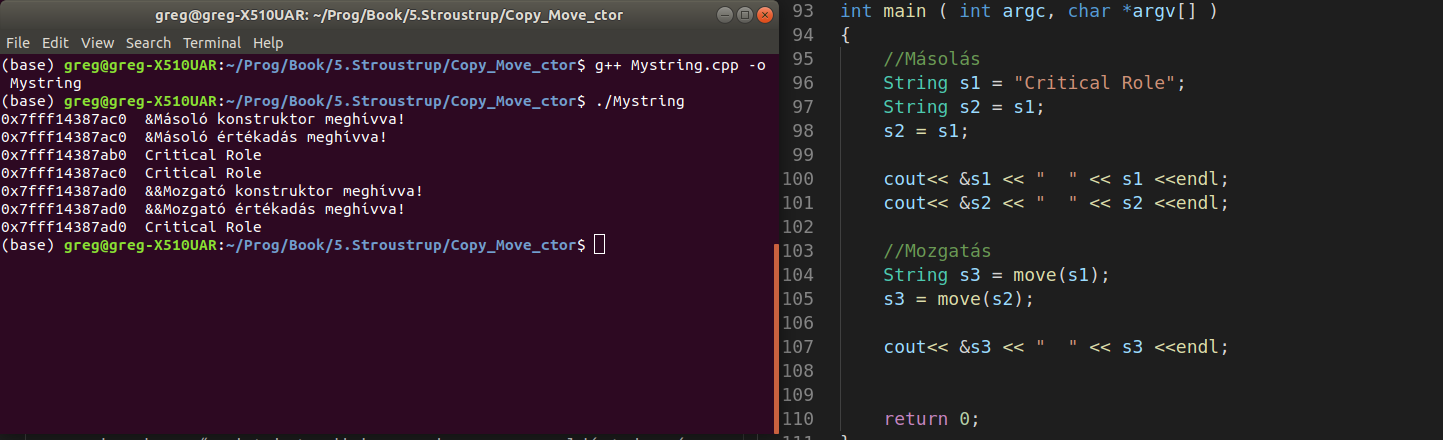 greg@greg-X510UAR: ~/Prog/Book/5.Stroustrup/Copy_Move_ctor
File Edit View Search Terminal Help
(base) greg@greg-X510UAR:~/Prog/Book/5.Stroustrup/Copy_Move_ctor$ g++ Mystring.cpp -o
Mystring
(base) greg@greg-X510UAR:~/Prog/Book/5.Stroustrup/Copy_Move_ctor$ ./Mystring
0x7fff14387ac0  &Másoló konstruktor meghívva!
0x7fff14387ac0  &Másoló értékadás meghívva!
0x7fff14387ab0  Critical Role
0x7fff14387ac0  Critical Role
0x7fff14387ad0  &&Mozgató konstruktor meghívva!
0x7fff14387ad0  &&Mozgató értékadás meghívva!
0x7fff14387ad0  Critical Role
(base) greg@greg-X510UAR:~/Prog/Book/5.Stroustrup/Copy_Move_ctor$
93 int main ( int argc, char *argv[] )
94 {
95 //Másolás
96 String s1 = "Critical Role";
97 String s2 = s1;
98 s2 = s1;
99
100 cout<< &s1 << "  " << s1 <<endl;
101 cout<< &s2 << "  " << s2 <<endl;
102
103 //Mozgatás
104 String s3 = move(s1);
105 s3 = move(s2);
106
107 cout<< &s3 << "  " << s3 <<endl;
108
109
110 return 0;
111 }